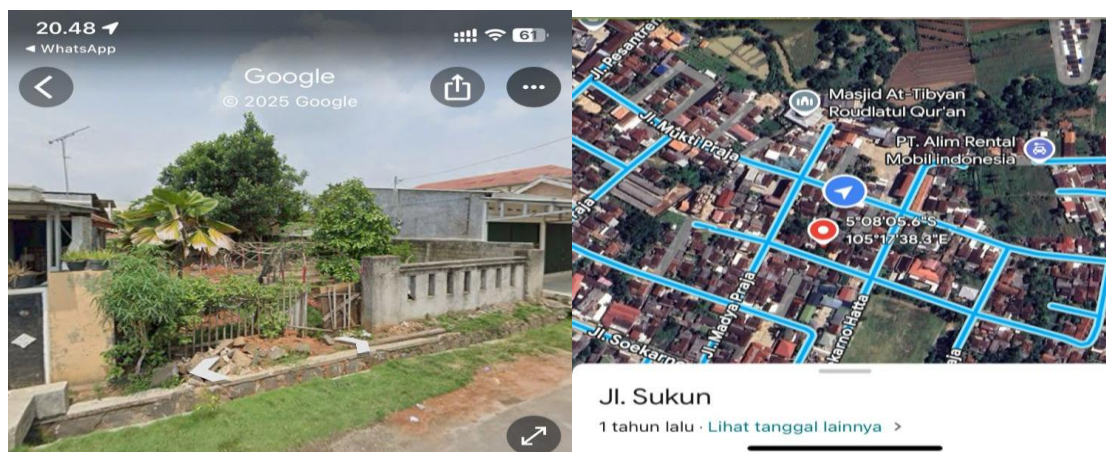 20.48
WhatsApp
61
Google
© 2025 Google
Jl. Pesantren
Jl. Mukti Praja
Masjid At-Tibyan
Roudlatul Qur'an
PT. Alim Rental
Mobil indonesia
5°08'05.6"S
105°17'38.3"E
Jl. Madya Praja
Jl. Soekarno
Jl. Sukun
1 tahun lalu · Lihat tanggal lainnya >